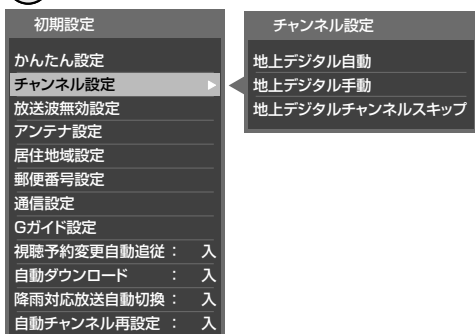 初期設定
かんたん設定
チャンネル設定
放送波無効設定
アンテナ設定
居住地域設定
郵便番号設定
通信設定
Gガイド設定
視聴予約変更自動追従： 入
自動ダウンロード ： 入
降雨対応放送自動切換： 入
自動チャンネル再設定 ： 入
チャンネル設定
地上デジタル自動
地上デジタル手動
地上デジタルチャンネルスキップ